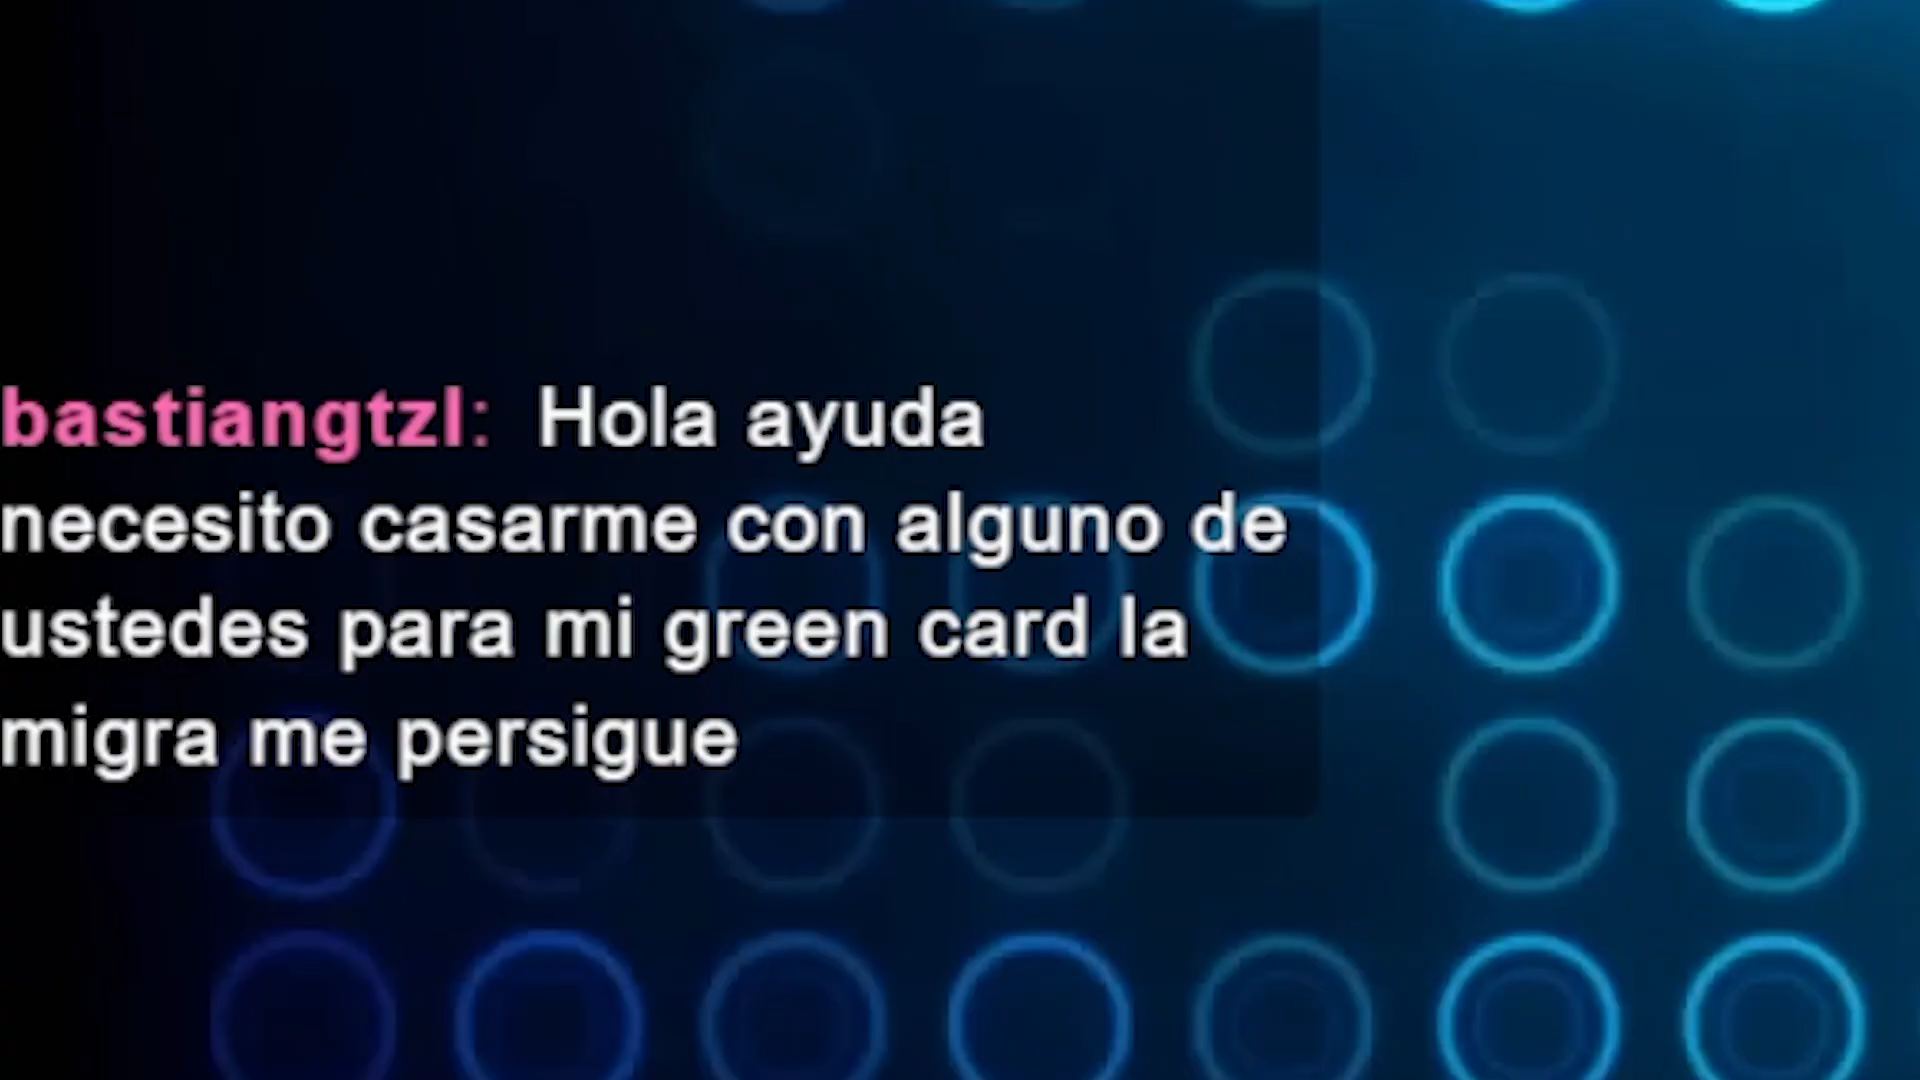 bastiangtzl: Hola ayuda
necesito casarme con alguno de
ustedes para mi green card la
migra me persigue